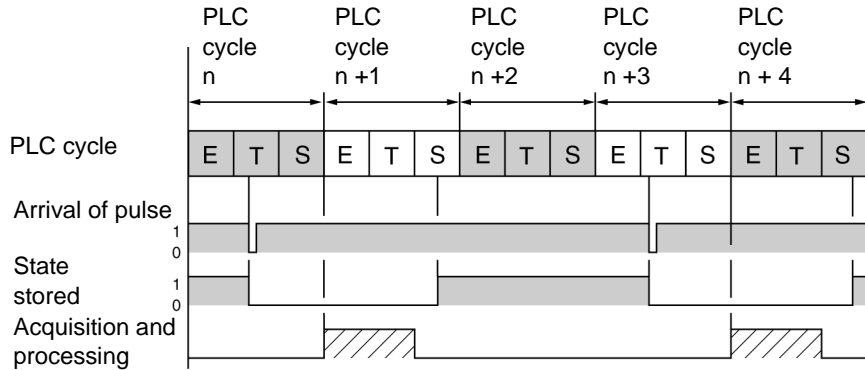 PLC cycle n
PLC cycle n +1
PLC cycle n +2
PLC cycle n +3
PLC cycle n + 4
PLC cycle
E T S E T S E T S E T S E T S
Arrival of pulse
1
0
State stored
1
0
Acquisition and processing